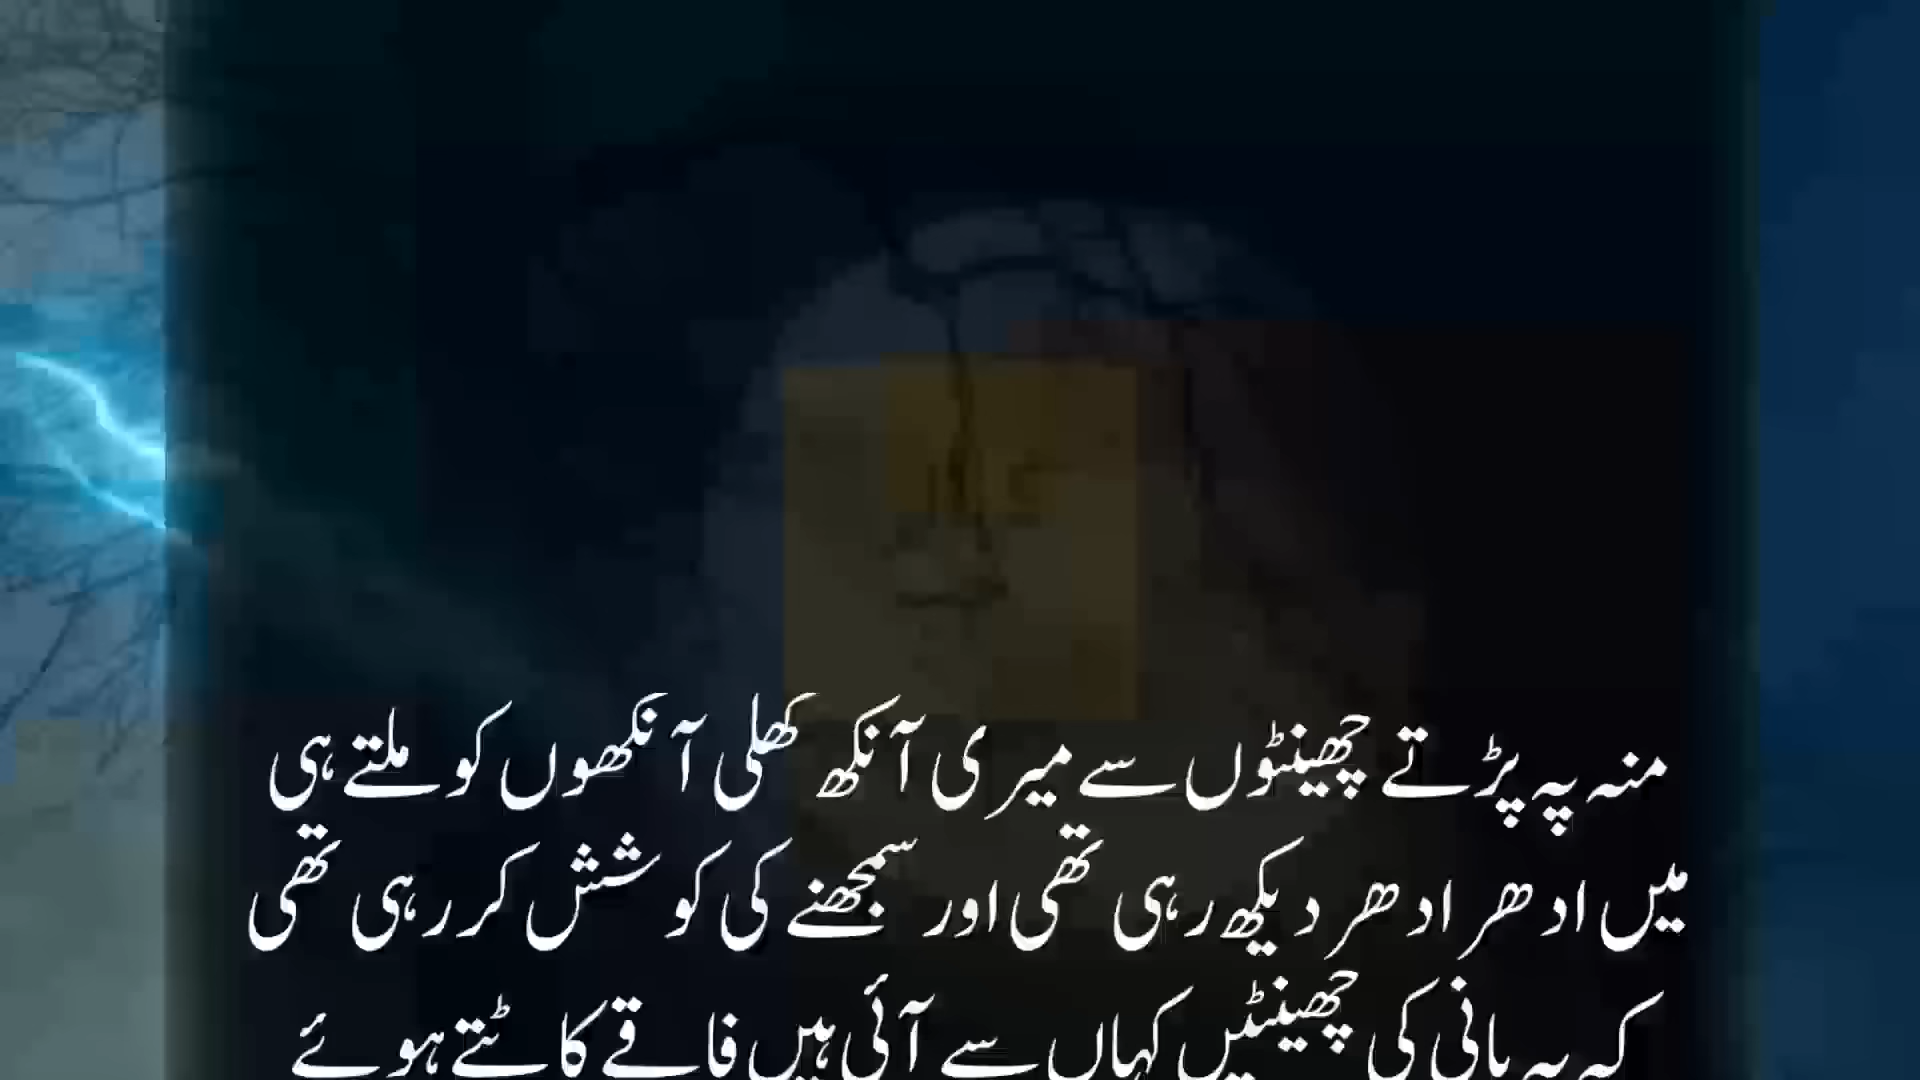 منہ پہ پڑتے چھینٹوں سے میری آنکھ کھلی آنکھوں کو ملتے ہی
میں ادھر ادھر دیکھ رہی تھی اور سمجھنے کی کوشش کر رہی تھی
کہ یہ پانی کی چھینٹیں کہاں سے آئی ہیں فاقے کاٹتے ہوئے